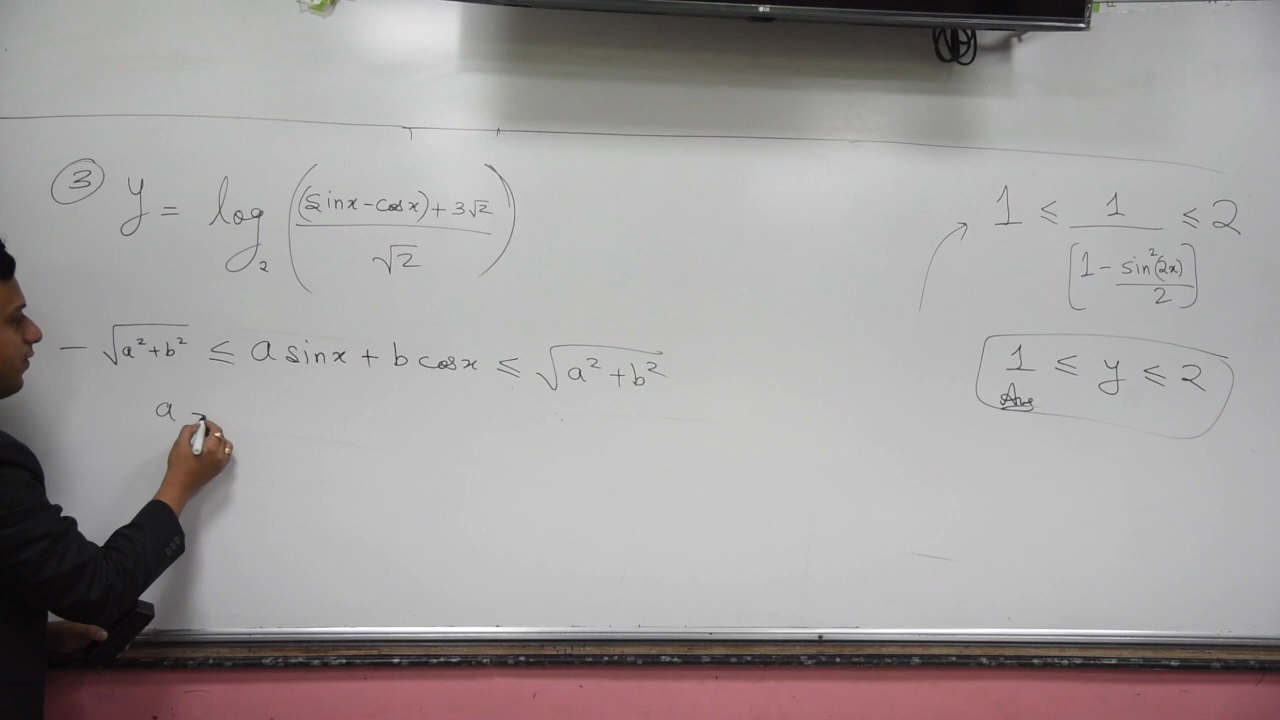 ③ y = log₂ ((sinx-cosx)+3√2 / √2)
-√(a²+b²) ≤ a sinx + b cosx ≤ √(a²+b²)
a =
1 ≤ 1 / [1 - sin²(2x) / 2] ≤ 2
1 ≤ y ≤ 2
Ans
LG